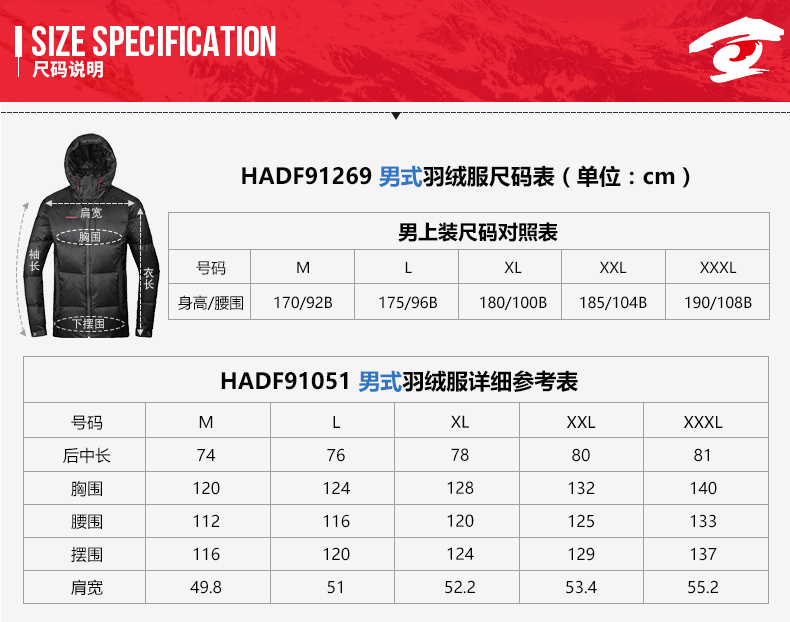 SIZE SPECIFICATION
尺码说明
HADF91269 男式羽绒服尺码表（单位：cm）
肩宽
胸围
袖长
衣长
下摆围
男上装尺码对照表
号码 M L XL XXL XXXL
身高/腰围 170/92B 175/96B 180/100B 185/104B 190/108B
HADF91051 男式羽绒服详细参考表
号码 M L XL XXL XXXL
后中长 74 76 78 80 81
胸围 120 124 128 132 140
腰围 112 116 120 125 133
摆围 116 120 124 129 137
肩宽 49.8 51 52.2 53.4 55.2